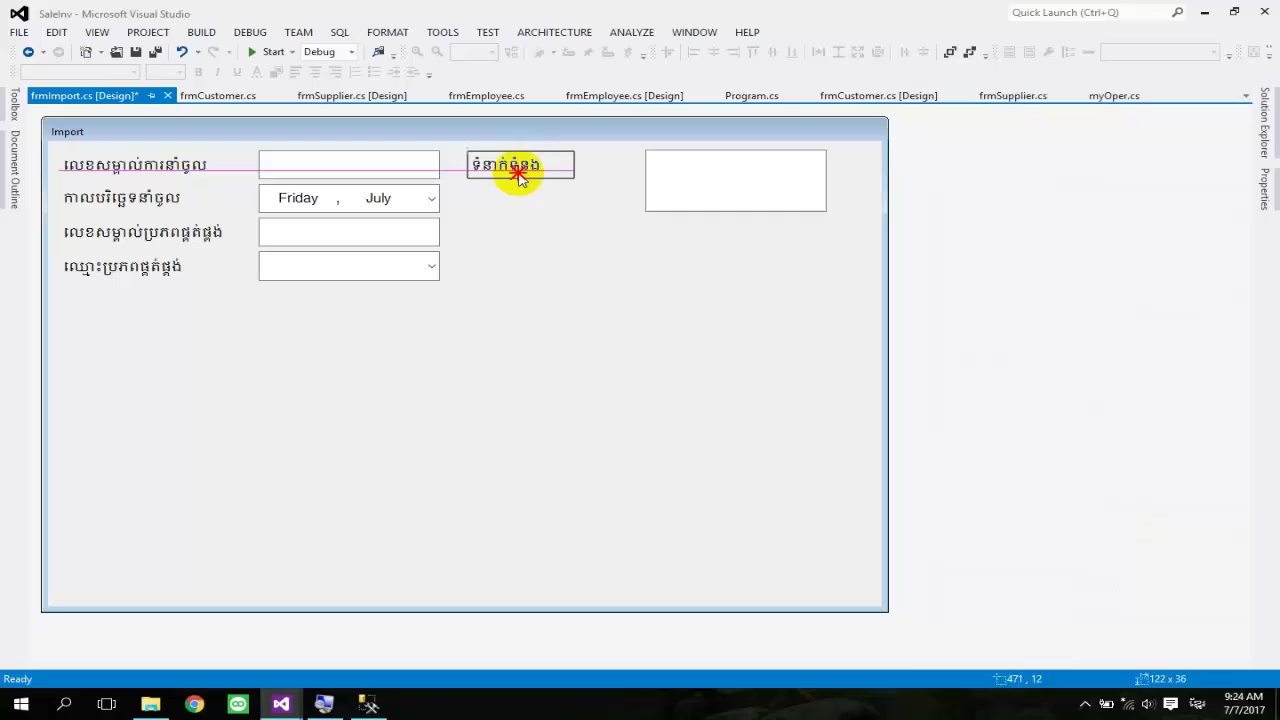 SaleInv - Microsoft Visual Studio
Quick Launch (Ctrl+Q)
FILE EDIT VIEW PROJECT BUILD DEBUG TEAM SQL FORMAT TOOLS TEST ARCHITECTURE ANALYZE WINDOW HELP
Start Debug
frmImport.cs [Design]* frmCustomer.cs frmSupplier.cs [Design] frmEmployee.cs frmEmployee.cs [Design] Program.cs frmCustomer.cs [Design] frmSupplier.cs myOper.cs
Toolbox
Document Outline
Solution Explorer
Properties
Import
លេខសម្គាល់ការនាំចូល
ទំនាក់ទំនង
កាលបរិច្ឆេទនាំចូល
Friday , July
លេខសម្គាល់ប្រភពផ្គត់ផ្គង់
ឈ្មោះប្រភពផ្គត់ផ្គង់
Ready
471 , 12
122 x 36
9:24 AM
7/7/2017